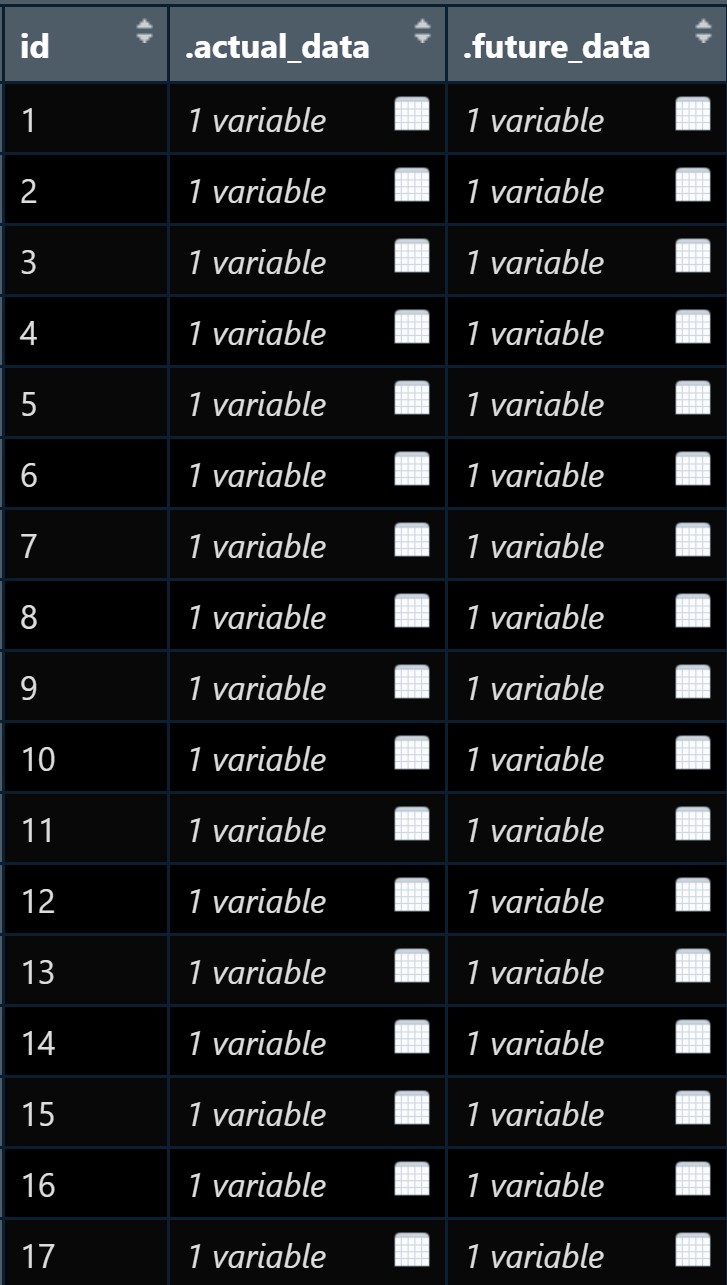 id .actual_data .future_data
1 1 variable 1 variable
2 1 variable 1 variable
3 1 variable 1 variable
4 1 variable 1 variable
5 1 variable 1 variable
6 1 variable 1 variable
7 1 variable 1 variable
8 1 variable 1 variable
9 1 variable 1 variable
10 1 variable 1 variable
11 1 variable 1 variable
12 1 variable 1 variable
13 1 variable 1 variable
14 1 variable 1 variable
15 1 variable 1 variable
16 1 variable 1 variable
17 1 variable 1 variable